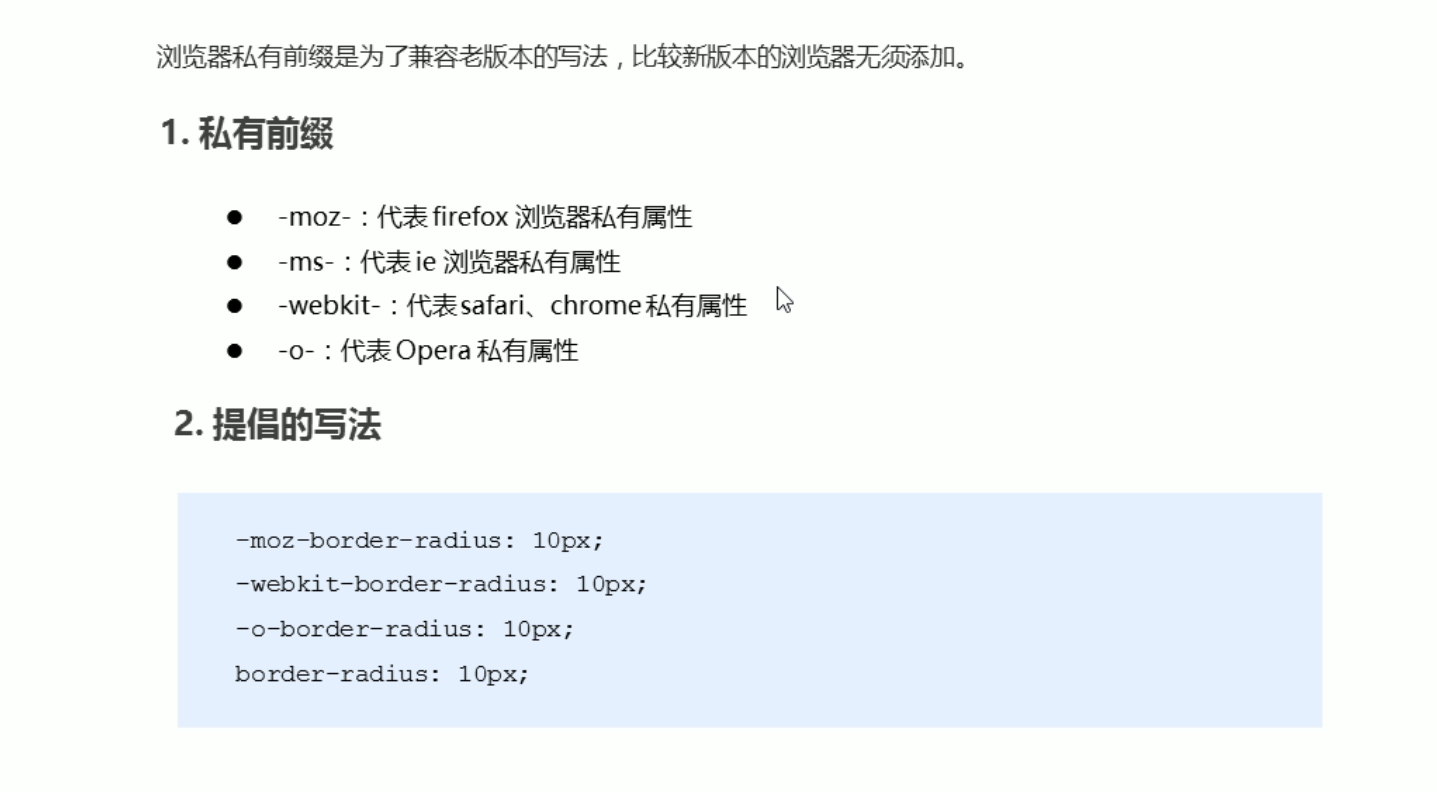 浏览器私有前缀是为了兼容老版本的写法，比较新版本的浏览器无须添加。
1. 私有前缀
● -moz-：代表 firefox 浏览器私有属性
● -ms-：代表 ie 浏览器私有属性
● -webkit-：代表 safari、chrome 私有属性
● -o-：代表 Opera 私有属性
2. 提倡的写法
-moz-border-radius: 10px;
-webkit-border-radius: 10px;
-o-border-radius: 10px;
border-radius: 10px;